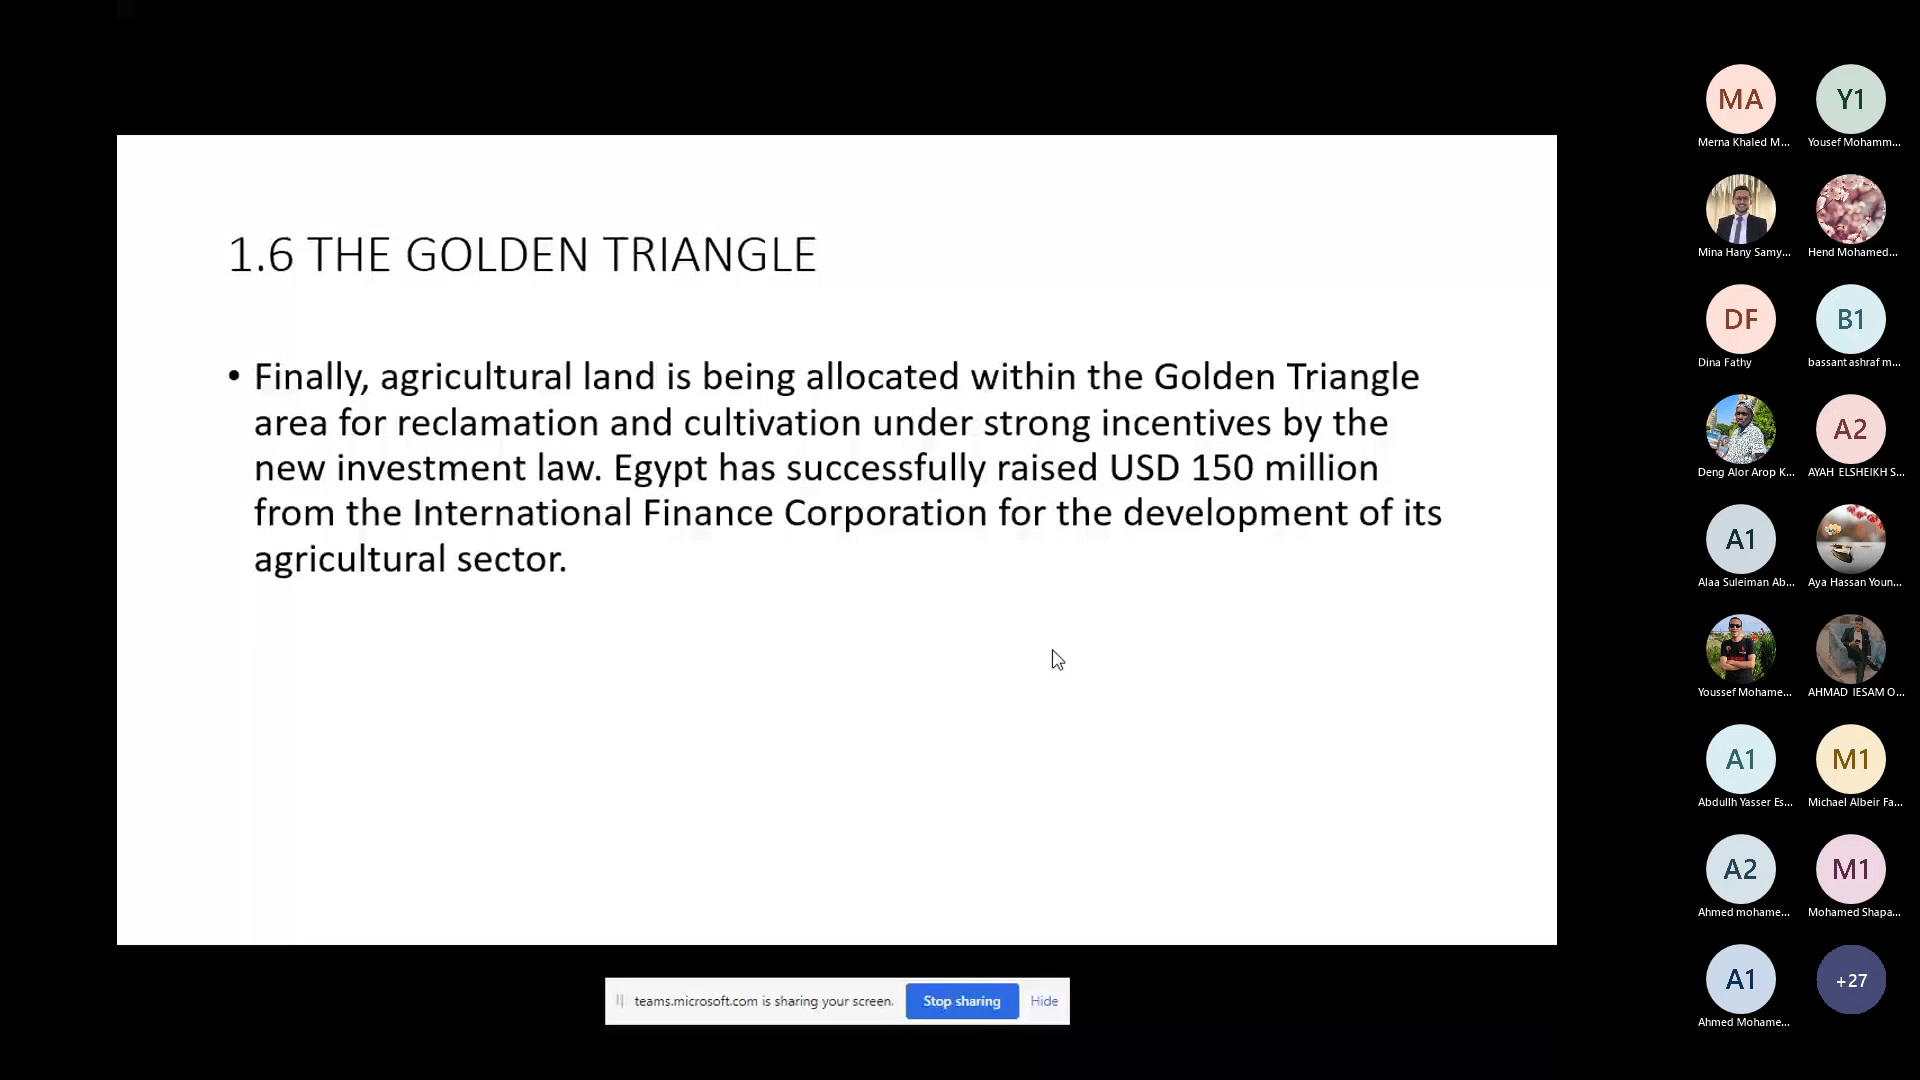 1.6 THE GOLDEN TRIANGLE
• Finally, agricultural land is being allocated within the Golden Triangle
area for reclamation and cultivation under strong incentives by the
new investment law. Egypt has successfully raised USD 150 million
from the International Finance Corporation for the development of its
agricultural sector.
teams.microsoft.com is sharing your screen. Stop sharing Hide
MA Y1
Merna Khaled M... Yousef Mohamm...
Mina Hany Samy... Hend Mohamed...
DF B1
Dina Fathy bassant ashraf m...
A2
Deng Alor Arop K... AYAH ELSHEIKH S...
A1
Alaa Suleiman Ab... Aya Hassan Youn...
Youssef Mohame... AHMAD IESAM O...
A1 M1
Abdullh Yasser Es... Michael Albeir Fa...
A2 M1
Ahmed mohame... Mohamed Shapa...
A1 +27
Ahmed Mohame...